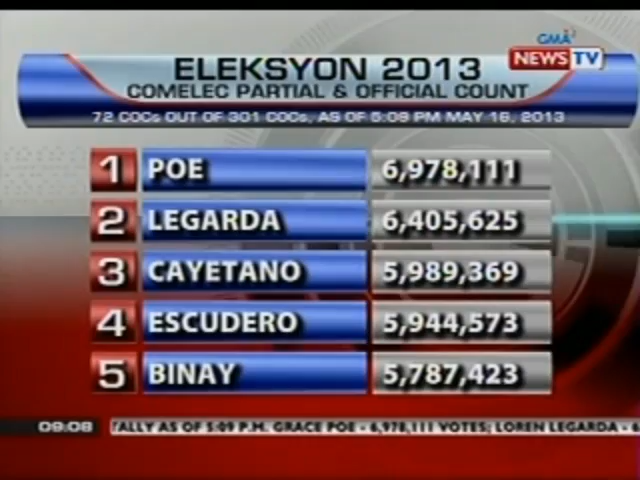 GMA
NEWS TV
ELEKSYON 2013
COMELEC PARTIAL & OFFICIAL COUNT
72 COCs OUT OF 301 COCs, AS OF 5:09 PM MAY 16, 2013
1 POE 6,978,111
2 LEGARDA 6,405,625
3 CAYETANO 5,989,369
4 ESCUDERO 5,944,573
5 BINAY 5,787,423
09:08 TALLY AS OF 5:09 P.M. GRACE POE - 6,978,111 VOTES; LOREN LEGARDA - 6